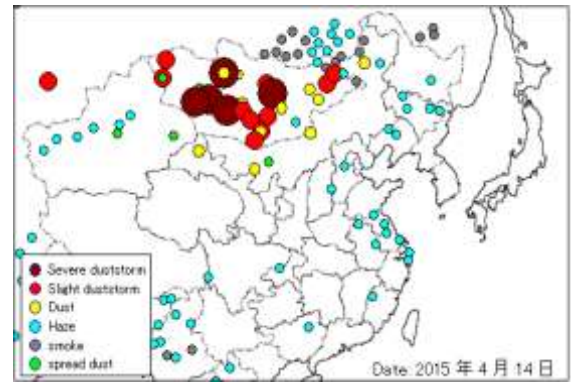 Severe duststorm
Slight duststorm
Dust
Haze
smoke
spread dust
Date: 2015 年 4 月 14 日